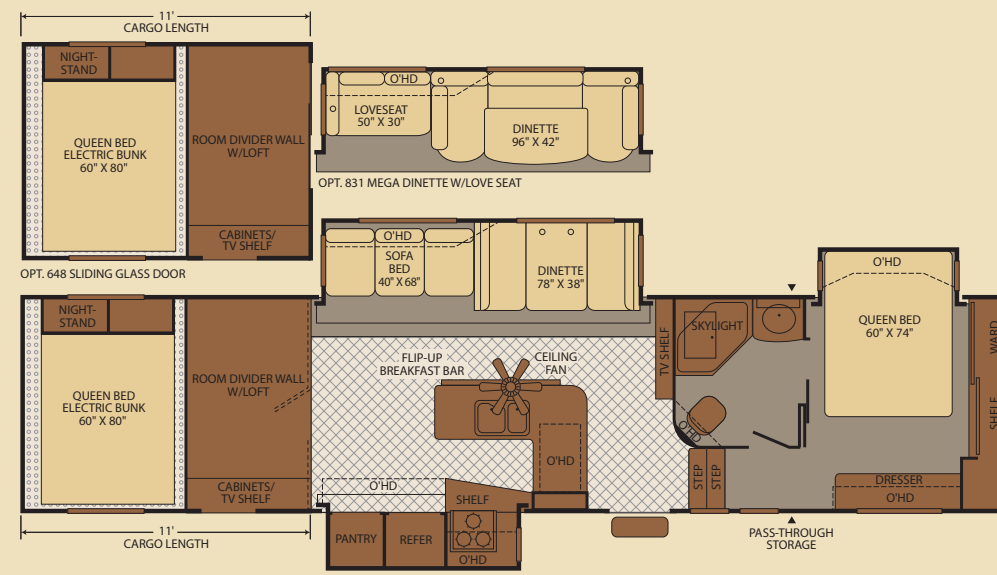 11'
CARGO LENGTH
NIGHT-
STAND
QUEEN BED
ELECTRIC BUNK
60" X 80"
ROOM DIVIDER WALL
W/LOFT
CABINETS/
TV SHELF
OPT. 648 SLIDING GLASS DOOR
O'HD
LOVESEAT
50" X 30"
DINETTE
96" X 42"
OPT. 831 MEGA DINETTE W/LOVE SEAT
O'HD
SOFA
BED
40" X 68"
DINETTE
78" X 38"
NIGHT-
STAND
QUEEN BED
ELECTRIC BUNK
60" X 80"
ROOM DIVIDER WALL
W/LOFT
CABINETS/
TV SHELF
11'
CARGO LENGTH
FLIP-UP
BREAKFAST BAR
CEILING
FAN
O'HD
O'HD
SHELF
PANTRY
REFER
O'HD
TV SHELF
SKYLIGHT
O'HD
STEP
STEP
O'HD
QUEEN BED
60" X 74"
WARD
SHELF
DRESSER
O'HD
PASS-THROUGH
STORAGE